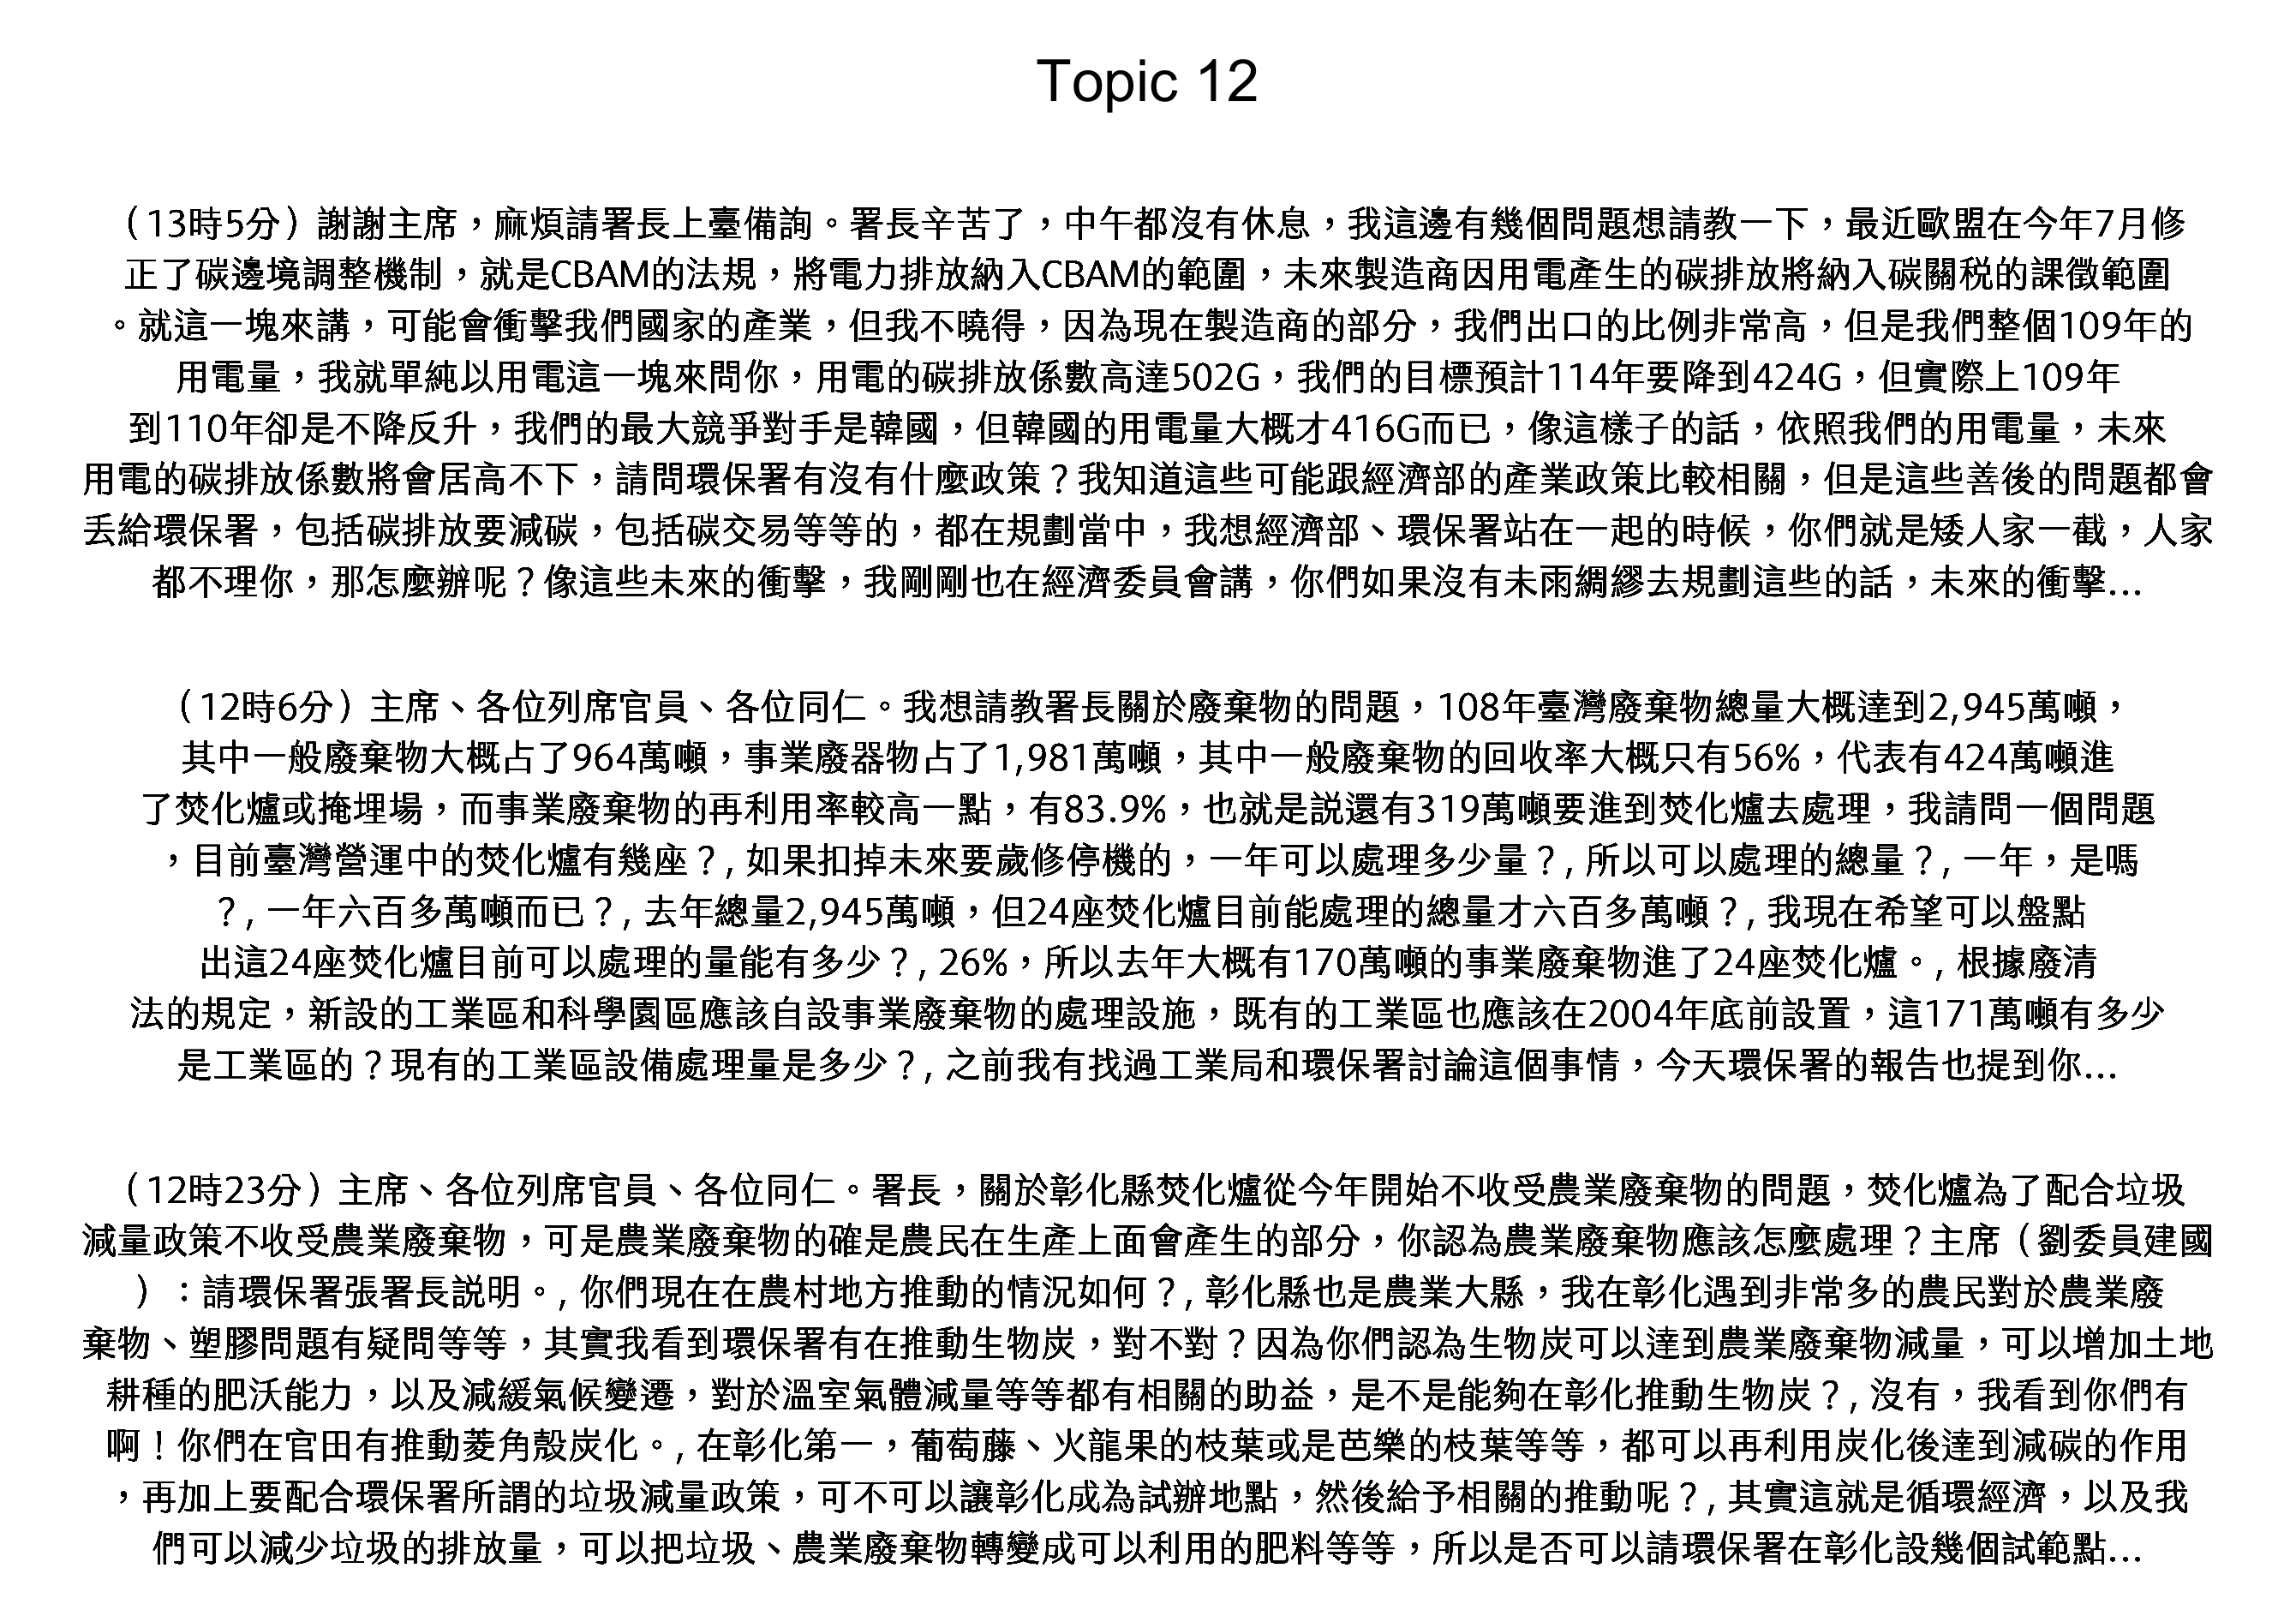 Topic 12
（13時5分）謝謝主席，麻煩請署長上臺備詢。署長辛苦了，中午都沒有休息，我這邊有幾個問題想請教一下，最近歐盟在今年7月修
正了碳邊境調整機制，就是CBAM的法規，將電力排放納入CBAM的範圍，未來製造商因用電產生的碳排放將納入碳關稅的課徵範圍
。就這一塊來講，可能會衝擊我們國家的產業，但我不曉得，因為現在製造商的部分，我們出口的比例非常高，但是我們整個109年的
用電量，我就單純以用電這一塊來問你，用電的碳排放係數高達502G，我們的目標預計114年要降到424G，但實際上109年
到110年卻是不降反升，我們的最大競爭對手是韓國，但韓國的用電量大概才416G而已，像這樣子的話，依照我們的用電量，未來
用電的碳排放係數將會居高不下，請問環保署有沒有什麼政策？我知道這些可能跟經濟部的產業政策比較相關，但是這些善後的問題都會
丟給環保署，包括碳排放要減碳，包括碳交易等等的，都在規劃當中，我想經濟部、環保署站在一起的時候，你們就是矮人家一截，人家
都不理你，那怎麼辦呢？像這些未來的衝擊，我剛剛也在經濟委員會講，你們如果沒有未雨綢繆去規劃這些的話，未來的衝擊...
（12時6分）主席、各位列席官員、各位同仁。我想請教署長關於廢棄物的問題，108年臺灣廢棄物總量大概達到2,945萬噸，
其中一般廢棄物大概占了964萬噸，事業廢器物占了1,981萬噸，其中一般廢棄物的回收率大概只有56%，代表有424萬噸進
了焚化爐或掩埋場，而事業廢棄物的再利用率較高一點，有83.9%，也就是說還有319萬噸要進到焚化爐去處理，我請問一個問題
，目前臺灣營運中的焚化爐有幾座？, 如果扣掉未來要歲修停機的，一年可以處理多少量？, 所以可以處理的總量？, 一年，是嗎
？, 一年六百多萬噸而已？, 去年總量2,945萬噸，但24座焚化爐目前能處理的總量才六百多萬噸？, 我現在希望可以盤點
出這24座焚化爐目前可以處理的量能有多少？, 26%，所以去年大概有170萬噸的事業廢棄物進了24座焚化爐。, 根據廢清
法的規定，新設的工業區和科學園區應該自設事業廢棄物的處理設施，既有的工業區也應該在2004年底前設置，這171萬噸有多少
是工業區的？現有的工業區設備處理量是多少？, 之前我有找過工業局和環保署討論這個事情，今天環保署的報告也提到你...
（12時23分）主席、各位列席官員、各位同仁。署長，關於彰化縣焚化爐從今年開始不收受農業廢棄物的問題，焚化爐為了配合垃圾
減量政策不收受農業廢棄物，可是農業廢棄物的確是農民在生產上面會產生的部分，你認為農業廢棄物應該怎麼處理？主席（劉委員建國
）：請環保署張署長說明。, 你們現在在農村地方推動的情況如何？, 彰化縣也是農業大縣，我在彰化遇到非常多的農民對於農業廢
棄物、塑膠問題有疑問等等，其實我看到環保署有在推動生物炭，對不對？因為你們認為生物炭可以達到農業廢棄物減量，可以增加土地
耕種的肥沃能力，以及減緩氣候變遷，對於溫室氣體減量等等都有相關的助益，是不是能夠在彰化推動生物炭？, 沒有，我看到你們有
啊！你們在官田有推動菱角殼炭化。, 在彰化第一，葡萄藤、火龍果的枝葉或是芭樂的枝葉等等，都可以再利用炭化後達到減碳的作用
，再加上要配合環保署所謂的垃圾減量政策，可不可以讓彰化成為試辦地點，然後給予相關的推動呢？, 其實這就是循環經濟，以及我
們可以減少垃圾的排放量，可以把垃圾、農業廢棄物轉變成可以利用的肥料等等，所以是否可以請環保署在彰化設幾個試範點...